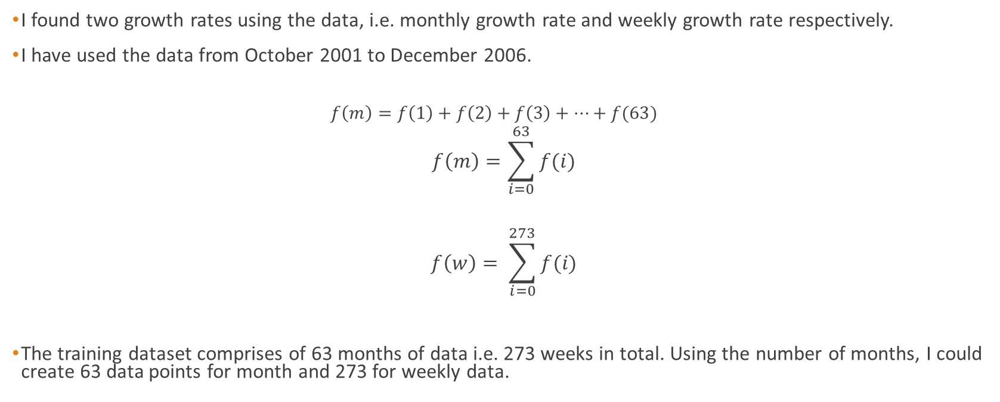 •I found two growth rates using the data, i.e. monthly growth rate and weekly growth rate respectively.
•I have used the data from October 2001 to December 2006.
f(m) = f(1) + f(2) + f(3) + ⋯ + f(63)
63
f(m) = ∑ f(i)
i=0
273
f(w) = ∑ f(i)
i=0
•The training dataset comprises of 63 months of data i.e. 273 weeks in total. Using the number of months, I could
create 63 data points for month and 273 for weekly data.